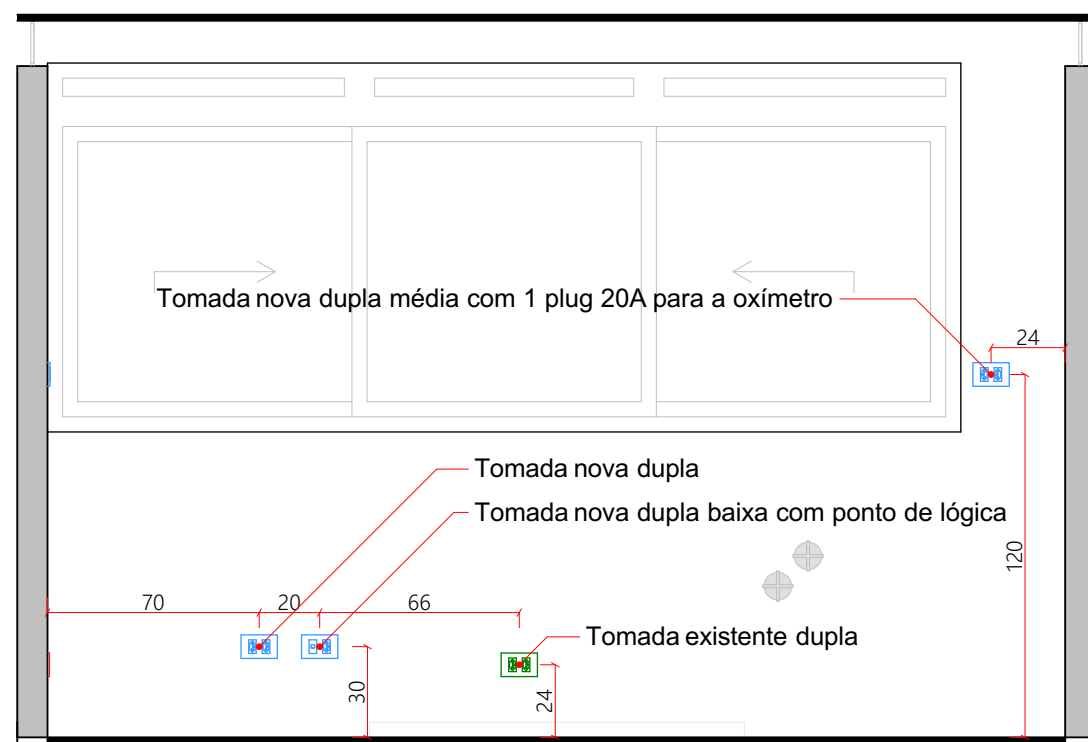 Tomada nova dupla média com 1 plug 20A para a oxímetro
24
Tomada nova dupla
Tomada nova dupla baixa com ponto de lógica
120
70
20
66
Tomada existente dupla
30
24